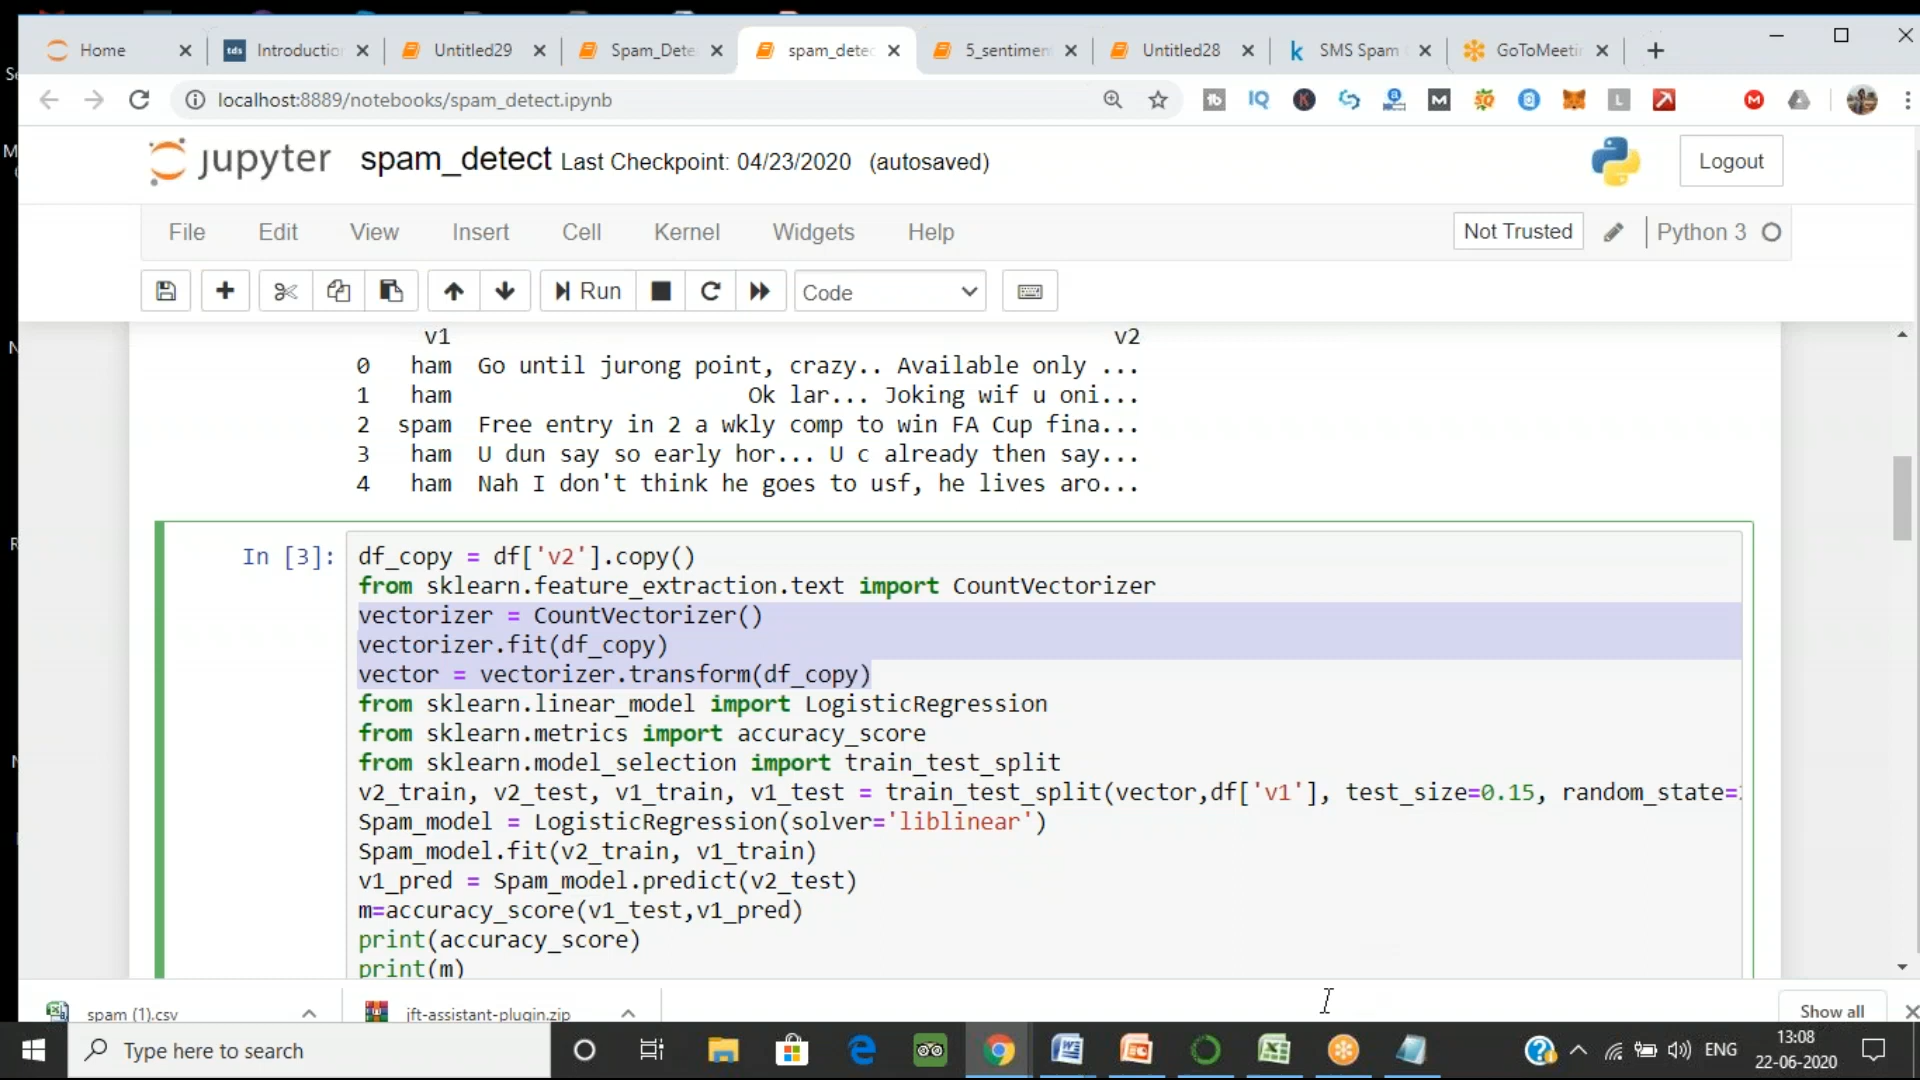 Home
tds Introduction
Untitled29
Spam_Dete
spam_detec
5_sentimen
Untitled28
SMS Spam
GoToMeetin
localhost:8889/notebooks/spam_detect.ipynb
jupyter spam_detect Last Checkpoint: 04/23/2020 (autosaved)
Logout
File Edit View Insert Cell Kernel Widgets Help
Not Trusted
Python 3
Run
Code
v1 v2
0 ham Go until jurong point, crazy.. Available only ...
1 ham Ok lar... Joking wif u oni...
2 spam Free entry in 2 a wkly comp to win FA Cup fina...
3 ham U dun say so early hor... U c already then say...
4 ham Nah I don't think he goes to usf, he lives aro...
In [3]: df_copy = df['v2'].copy()
from sklearn.feature_extraction.text import CountVectorizer
vectorizer = CountVectorizer()
vectorizer.fit(df_copy)
vector = vectorizer.transform(df_copy)
from sklearn.linear_model import LogisticRegression
from sklearn.metrics import accuracy_score
from sklearn.model_selection import train_test_split
v2_train, v2_test, v1_train, v1_test = train_test_split(vector,df['v1'], test_size=0.15, random_state=
Spam_model = LogisticRegression(solver='liblinear')
Spam_model.fit(v2_train, v1_train)
v1_pred = Spam_model.predict(v2_test)
m=accuracy_score(v1_test,v1_pred)
print(accuracy_score)
print(m)
spam (1).csv
jft-assistant-plugin.zip
Show all
Type here to search
ENG
13:08
22-06-2020